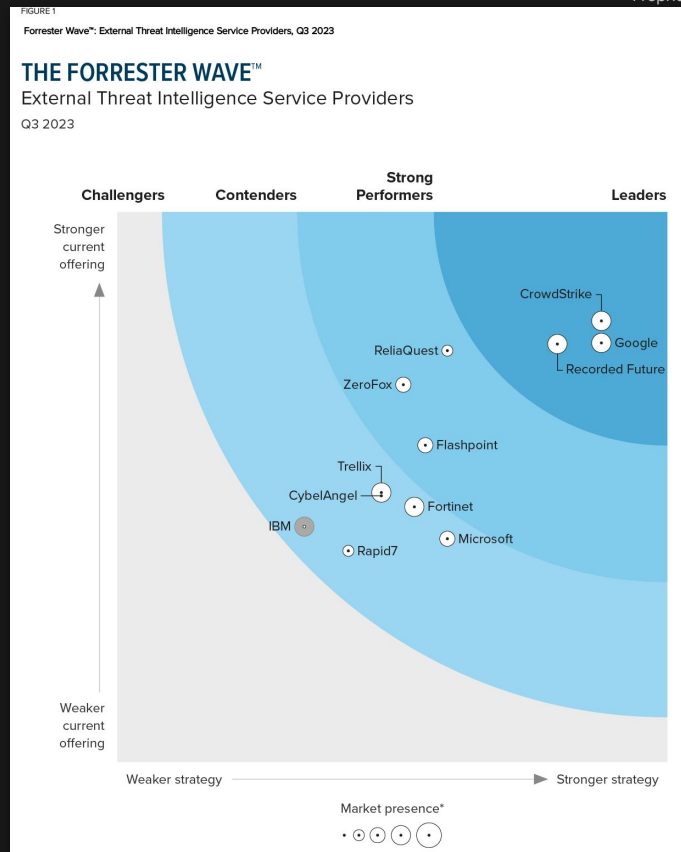 FIGURE 1
Forrester Wave™: External Threat Intelligence Service Providers, Q3 2023
THE FORRESTER WAVE™
External Threat Intelligence Service Providers
Q3 2023
Challengers
Contenders
Strong
Performers
Leaders
Stronger
current
offering
CrowdStrike
Google
Recorded Future
ReliaQuest
ZeroFox
Flashpoint
Trellix
CybelAngel
Fortinet
IBM
Microsoft
Rapid7
Weaker
current
offering
Weaker strategy
Stronger strategy
Market presence*